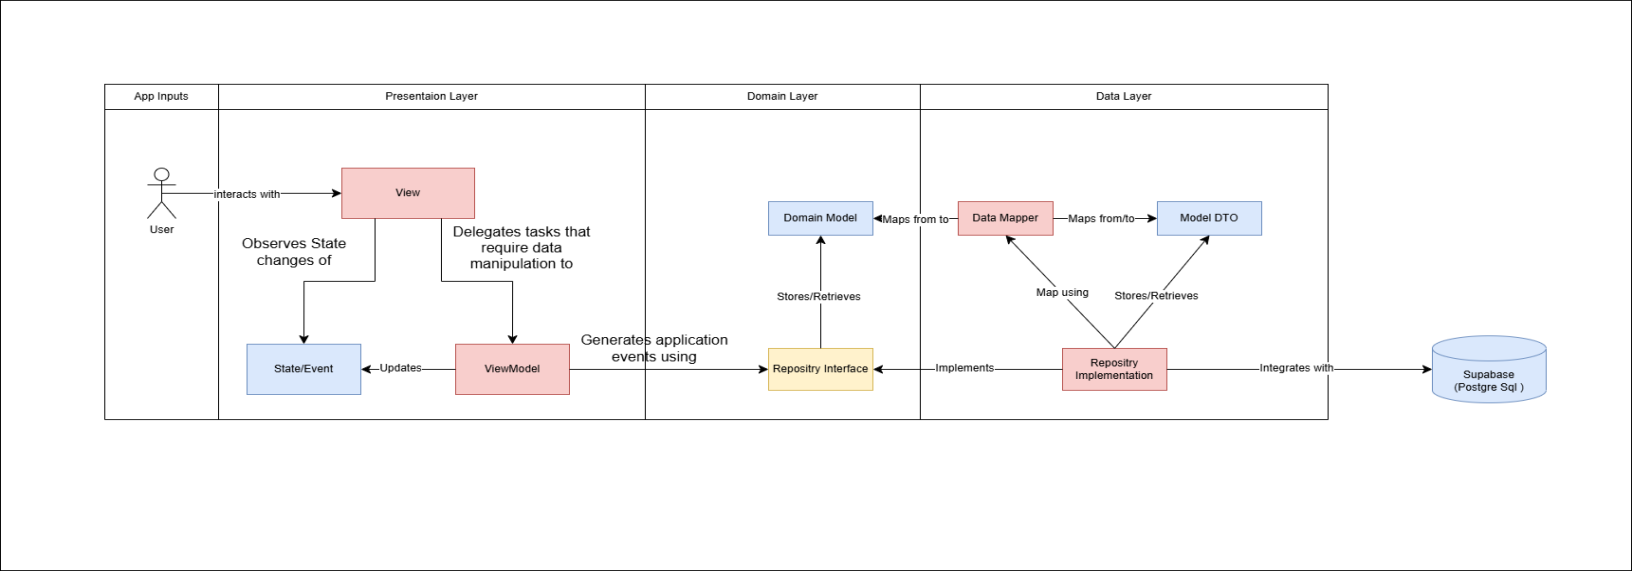 App Inputs
Presentaion Layer
Domain Layer
Data Layer
User
interacts with
View
Observes State
changes of
Delegates tasks that
require data
manipulation to
State/Event
Updates
ViewModel
Generates application
events using
Domain Model
Maps from to
Data Mapper
Maps from/to
Model DTO
Stores/Retrieves
Map using
Stores/Retrieves
Repositry Interface
Implements
Repositry
Implementation
Integrates with
Supabase
(Postgre Sql )